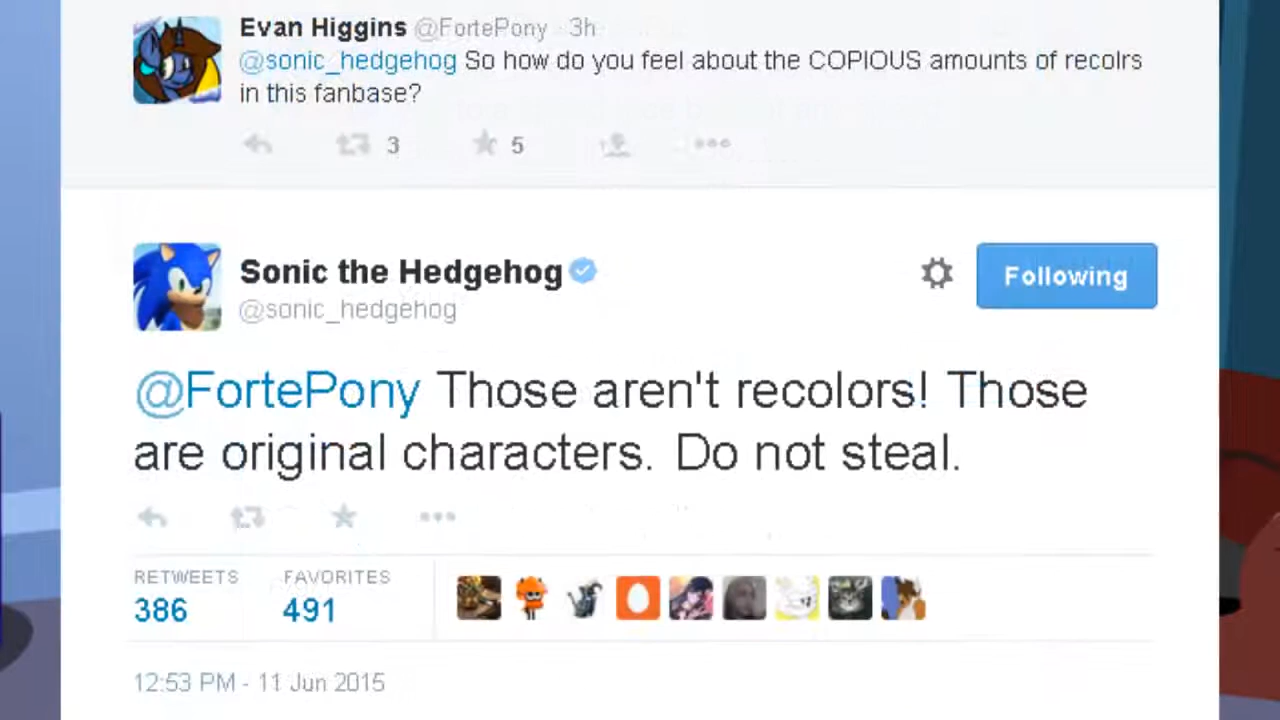 Evan Higgins @FortePony · 3h
@sonic_hedgehog So how do you feel about the COPIOUS amounts of recolrs
in this fanbase?
3 5
Sonic the Hedgehog
@sonic_hedgehog
Following
@FortePony Those aren't recolors! Those
are original characters. Do not steal.
RETWEETS FAVORITES
386 491
12:53 PM - 11 Jun 2015